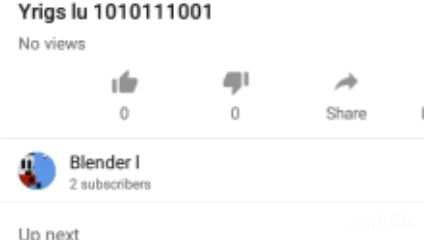 Yrigs lu 1010111001
No views
0
0
Share
Blender l
2 subscribers
Up next